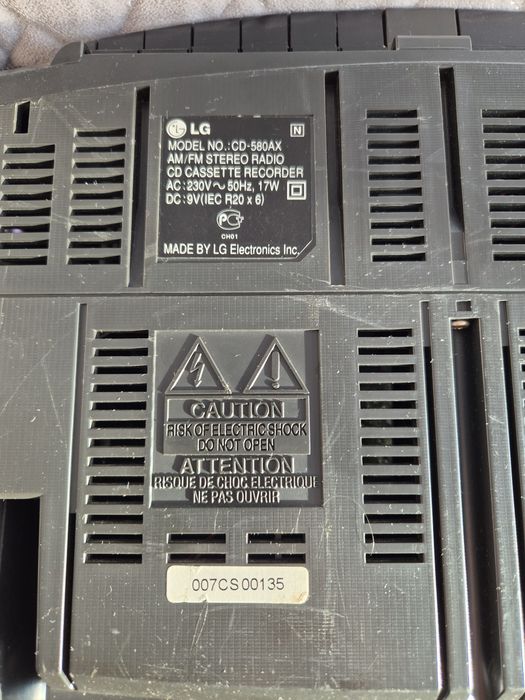 LG N
MODEL NO.:CD-580AX
AM/FM STEREO RADIO
CD CASSETTE RECORDER
AC:230V ~ 50Hz, 17W
DC:9V(IEC R20 x 6)
CH01
MADE BY LG Electronics Inc.
CAUTION
RISK OF ELECTRIC SHOCK
DO NOT OPEN
ATTENTION
RISQUE DE CHOC ELECTRIQUE
NE PAS OUVRIR
007CS00135